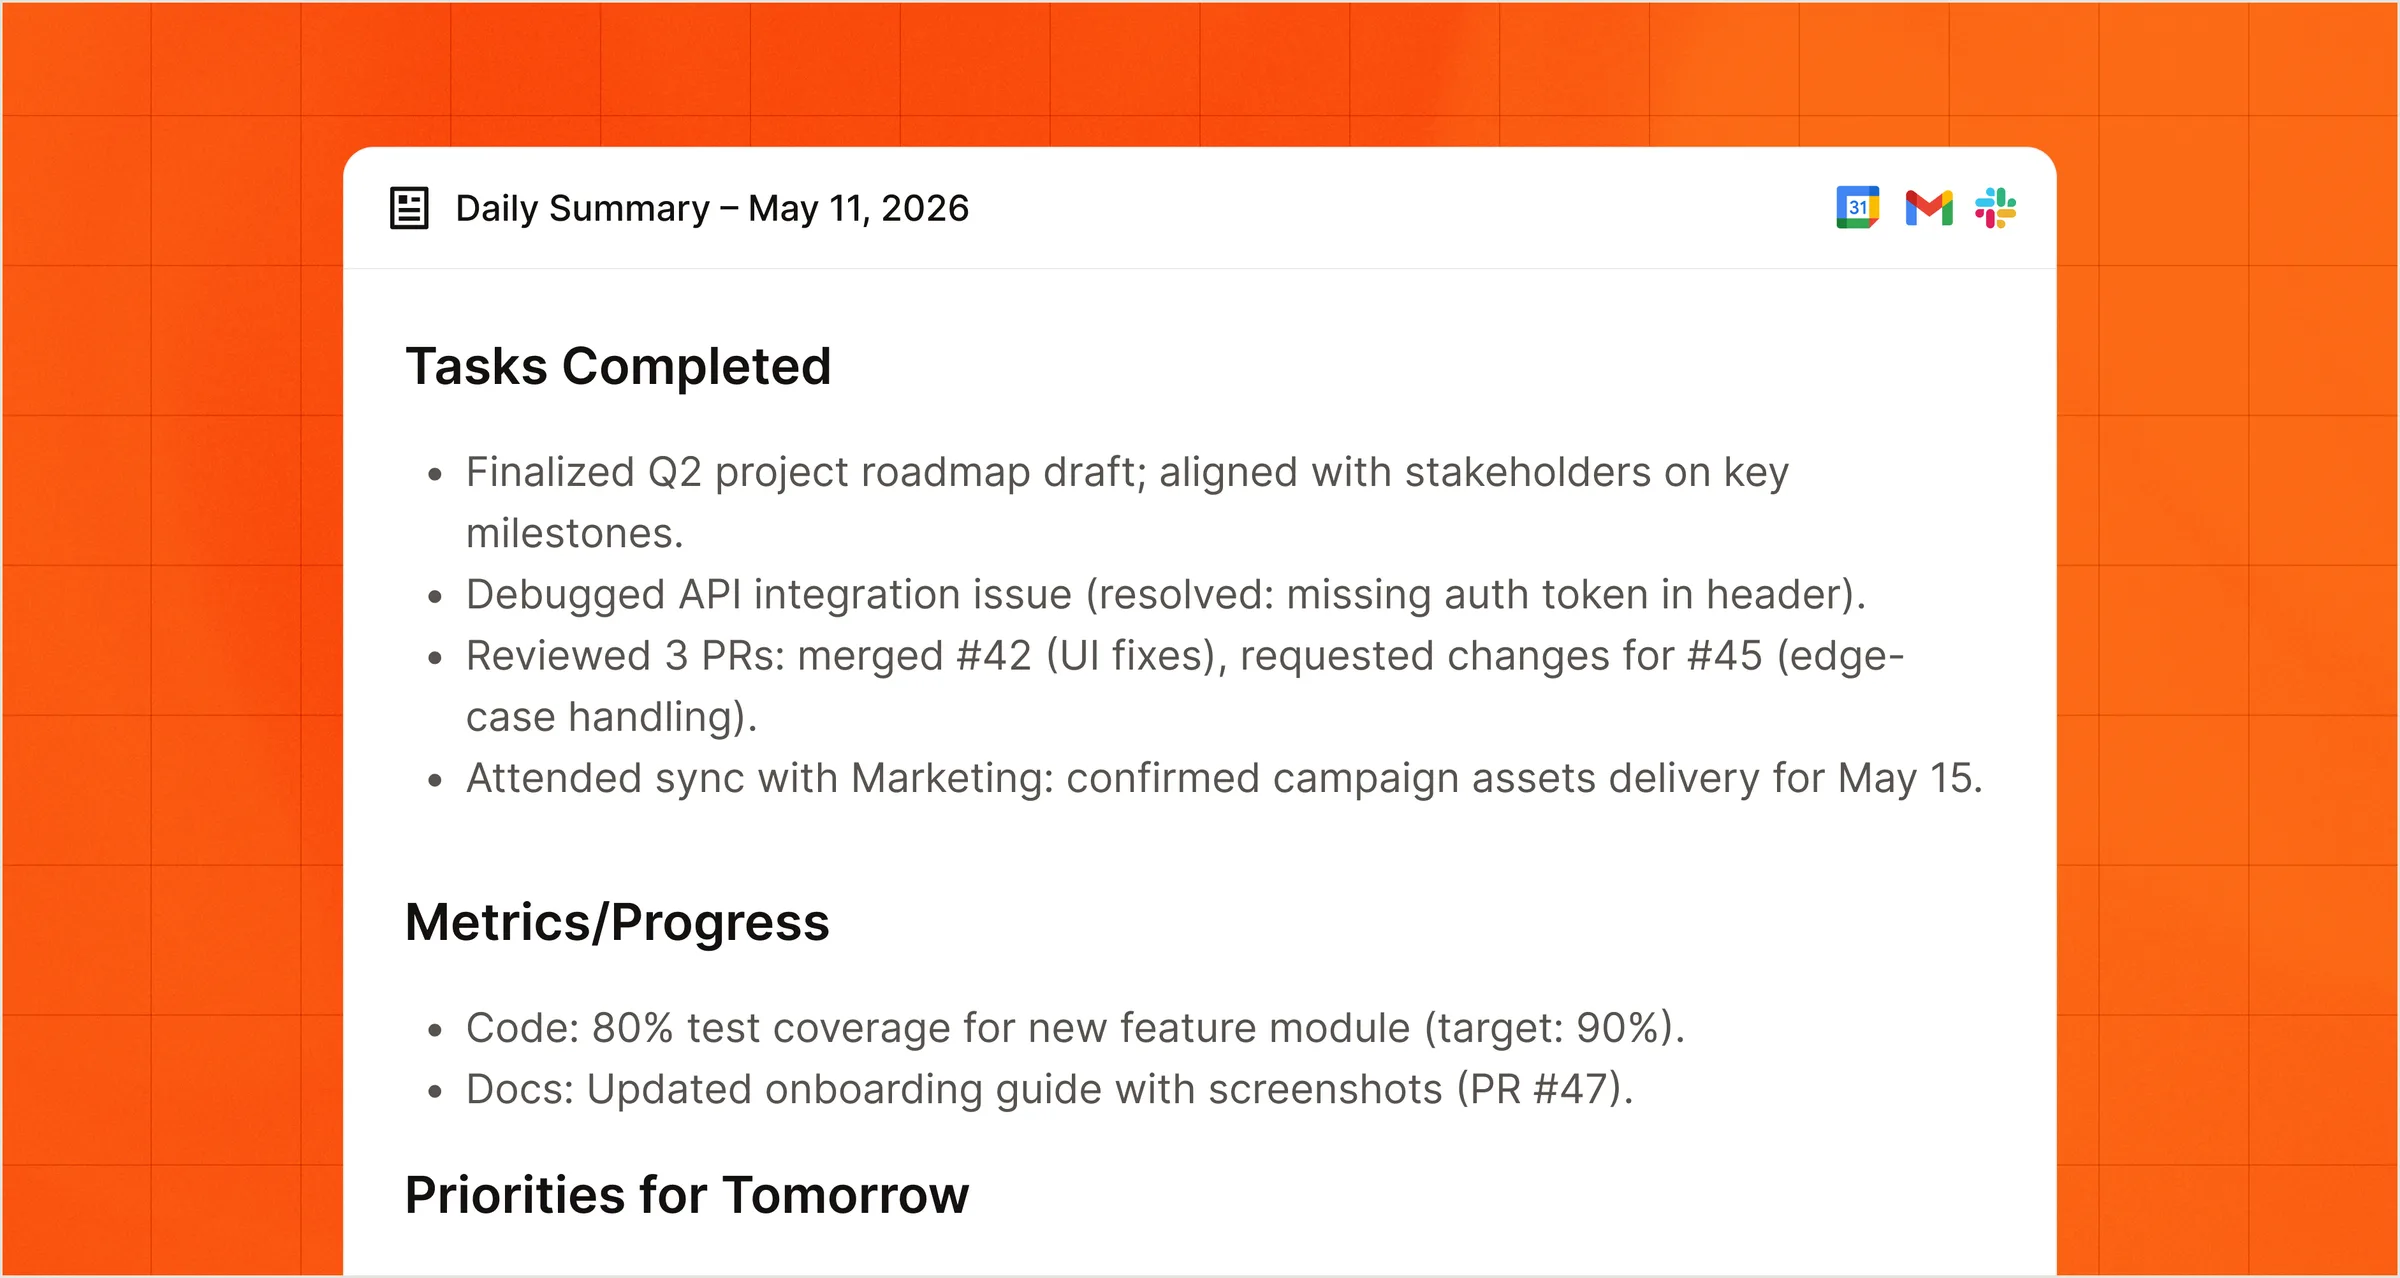 Daily Summary – May 11, 2026
31
Tasks Completed
• Finalized Q2 project roadmap draft; aligned with stakeholders on key
milestones.
• Debugged API integration issue (resolved: missing auth token in header).
• Reviewed 3 PRs: merged #42 (UI fixes), requested changes for #45 (edge-
case handling).
• Attended sync with Marketing: confirmed campaign assets delivery for May 15.
Metrics/Progress
• Code: 80% test coverage for new feature module (target: 90%).
• Docs: Updated onboarding guide with screenshots (PR #47).
Priorities for Tomorrow